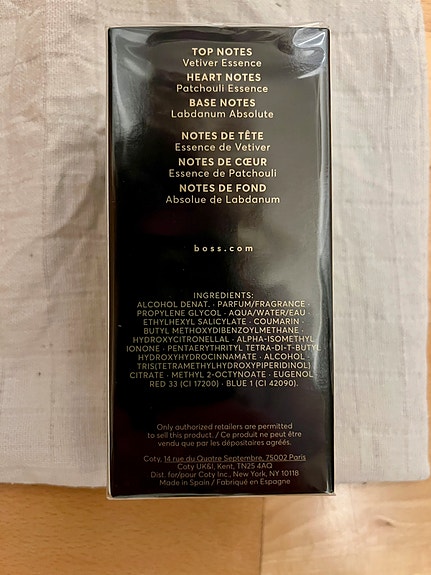 TOP NOTES
Vetiver Essence
HEART NOTES
Patchouli Essence
BASE NOTES
Labdanum Absolute
NOTES DE TÊTE
Essence de Vetiver
NOTES DE CŒUR
Essence de Patchouli
NOTES DE FOND
Absolue de Labdanum
boss.com
INGREDIENTS:
ALCOHOL DENAT. · PARFUM/FRAGRANCE ·
PROPYLENE GLYCOL · AQUA/WATER/EAU ·
ETHYLHEXYL SALICYLATE · COUMARIN ·
BUTYL METHOXYDIBENZOYLMETHANE ·
HYDROXYCITRONELLAL · ALPHA-ISOMETHYL
IONONE · PENTAERYTHRITYL TETRA-DI-T-BUTYL
HYDROXYHYDROCINNAMATE · ALCOHOL
TRIS(TETRAMETHYLHYDROXYPIPERIDINOL)
CITRATE · METHYL 2-OCTYNOATE · EUGENOL
RED 33 (CI 17200) · BLUE 1 (CI 42090).
Only authorized retailers are permitted
to sell this product. / Ce produit ne peut être
vendu que par les dépositaires agréés.
Coty, 14 rue du Quatre Septembre, 75002 Paris
Coty UK&I, Kent, TN25 4AQ
Dist. for/pour Coty Inc., New York, NY 10118
Made in Spain / Fabriqué en Espagne